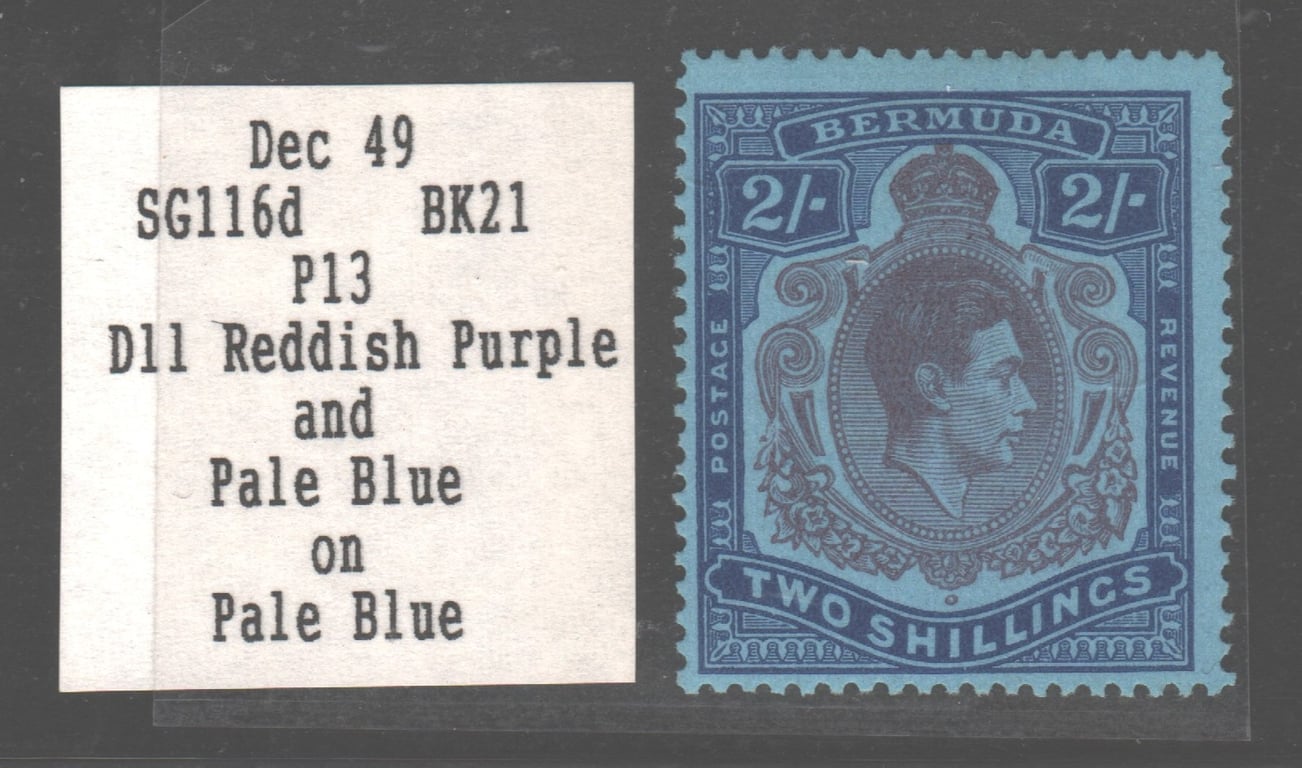 Dec 49
SG116d BK21
P13
Dll Reddish Purple
and
Pale Blue
on
Pale Blue
BERMUDA
2/- 2/-
POSTAGE
REVENUE
TWO SHILLINGS